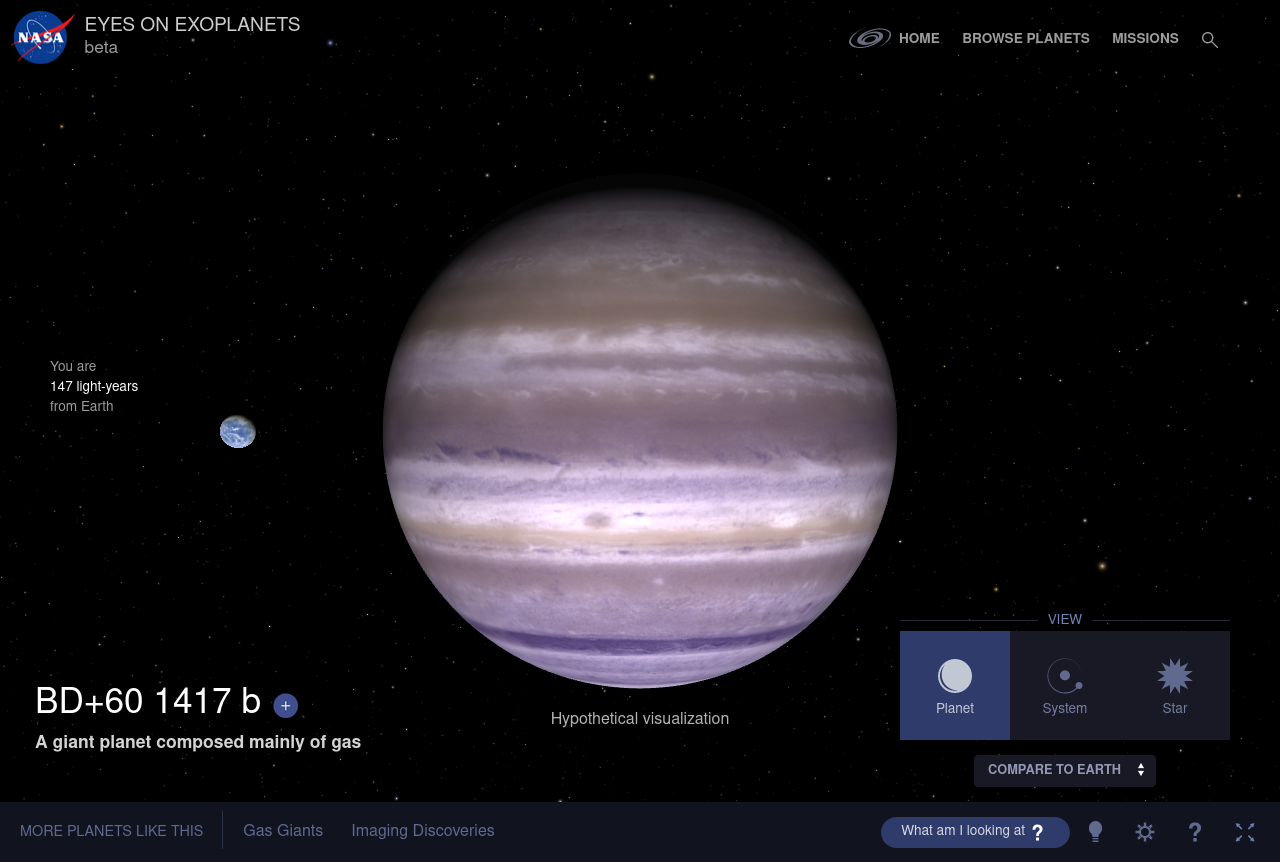 NASA
EYES ON EXOPLANETS
beta
HOME
BROWSE PLANETS
MISSIONS
You are
147 light-years
from Earth
VIEW
Planet
System
Star
BD+60 1417 b +
A giant planet composed mainly of gas
Hypothetical visualization
COMPARE TO EARTH
MORE PLANETS LIKE THIS
Gas Giants
Imaging Discoveries
What am I looking at ?
?